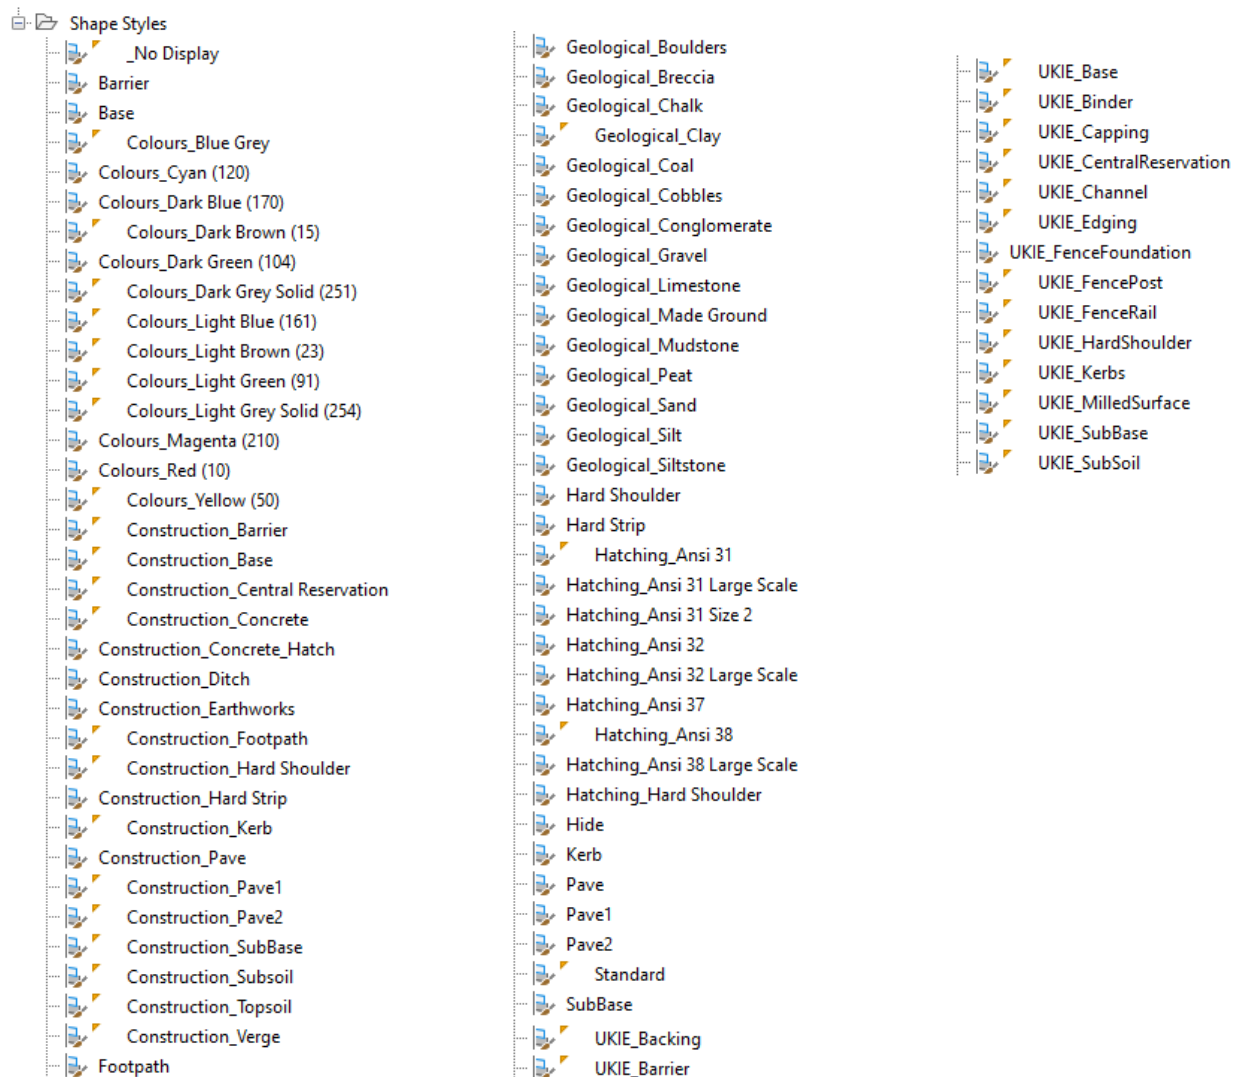 Shape Styles
_No Display
Barrier
Base
Colours_Blue Grey
Colours_Cyan (120)
Colours_Dark Blue (170)
Colours_Dark Brown (15)
Colours_Dark Green (104)
Colours_Dark Grey Solid (251)
Colours_Light Blue (161)
Colours_Light Brown (23)
Colours_Light Green (91)
Colours_Light Grey Solid (254)
Colours_Magenta (210)
Colours_Red (10)
Colours_Yellow (50)
Construction_Barrier
Construction_Base
Construction_Central Reservation
Construction_Concrete
Construction_Concrete_Hatch
Construction_Ditch
Construction_Earthworks
Construction_Footpath
Construction_Hard Shoulder
Construction_Hard Strip
Construction_Kerb
Construction_Pave
Construction_Pave1
Construction_Pave2
Construction_SubBase
Construction_Subsoil
Construction_Topsoil
Construction_Verge
Footpath
Geological_Boulders
Geological_Breccia
Geological_Chalk
Geological_Clay
Geological_Coal
Geological_Cobbles
Geological_Conglomerate
Geological_Gravel
Geological_Limestone
Geological_Made Ground
Geological_Mudstone
Geological_Peat
Geological_Sand
Geological_Silt
Geological_Siltstone
Hard Shoulder
Hard Strip
Hatching_Ansi 31
Hatching_Ansi 31 Large Scale
Hatching_Ansi 31 Size 2
Hatching_Ansi 32
Hatching_Ansi 32 Large Scale
Hatching_Ansi 37
Hatching_Ansi 38
Hatching_Ansi 38 Large Scale
Hatching_Hard Shoulder
Hide
Kerb
Pave
Pave1
Pave2
Standard
SubBase
UKIE_Backing
UKIE_Barrier
UKIE_Base
UKIE_Binder
UKIE_Capping
UKIE_CentralReservation
UKIE_Channel
UKIE_Edging
UKIE_FenceFoundation
UKIE_FencePost
UKIE_FenceRail
UKIE_HardShoulder
UKIE_Kerbs
UKIE_MilledSurface
UKIE_SubBase
UKIE_SubSoil